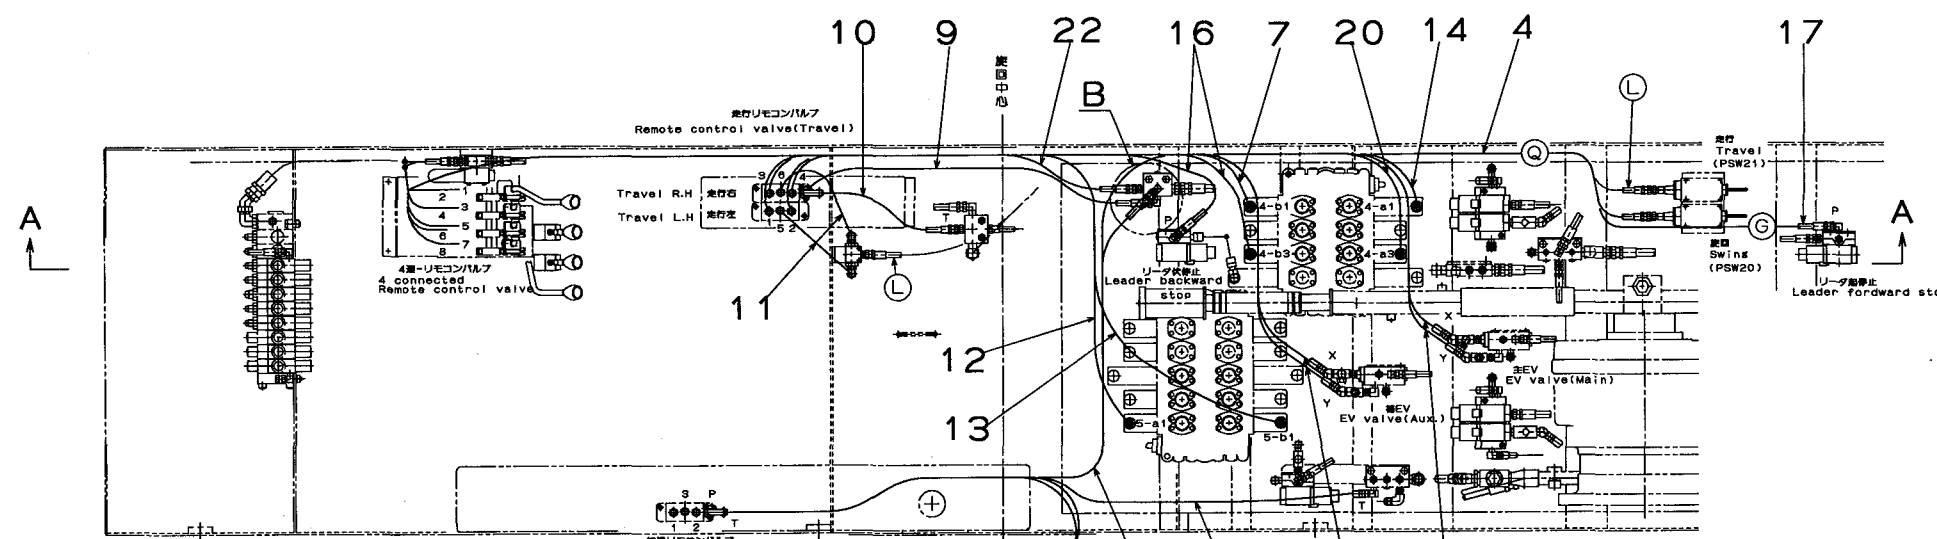 10
9
22
16
7
20
14
4
17
旋回中心
B
L
走行リモコンバルブ
Remote control valve(Travel)
Q
走行
Travel
(PSW21)
A
1
2
3
4
5
6
7
8
4連-リモコンバルブ
4 connected
Remote control valve
3 6 4
1 5 2
Travel R.H 走行右
Travel L.H 走行左
T
L
11
P
リーダ伏停止
Leader backward
stop
4-b1
4-b3
4-a1
4-a3
G
旋回
Swing
(PSW20)
P
A
リーダ起停止
Leader fordward sto
12
13
5-a1
5-b1
X
Y
補EV
EV valve(Aux.)
X
Y
主EV
EV valve(Main)
3 P
1 2
T
T